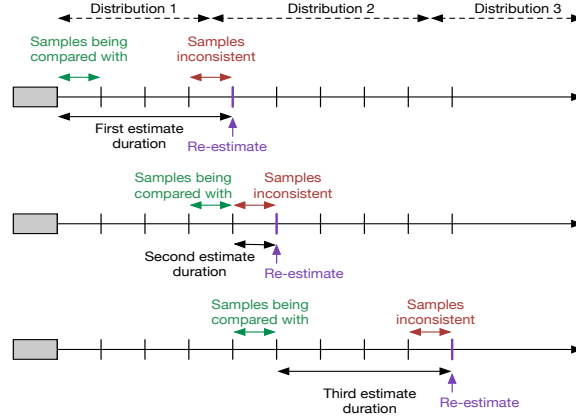 Distribution 1
Distribution 2
Distribution 3
Samples being
compared with
Samples
inconsistent
First estimate
duration
Re-estimate
Samples being
compared with
Samples
inconsistent
Second estimate
duration
Re-estimate
Samples being
compared with
Samples
inconsistent
Third estimate
duration
Re-estimate